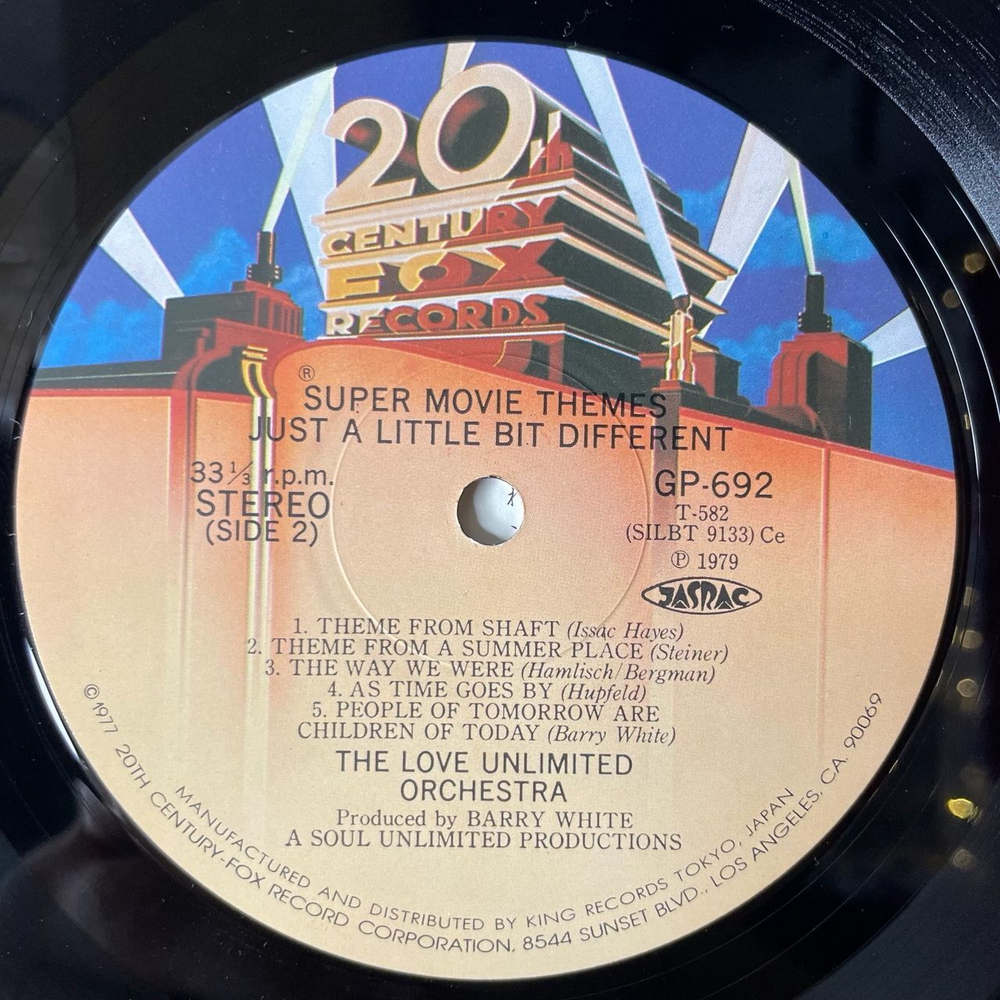 20th
CENTURY
FOX
RECORDS
®
SUPER MOVIE THEMES
JUST A LITTLE BIT DIFFERENT
33 1/3 r.p.m.
STEREO
(SIDE 2)
GP-692
T-582
(SILBT 9133) Ce
℗ 1979
JASRAC
1. THEME FROM SHAFT (Issac Hayes)
2. THEME FROM A SUMMER PLACE (Steiner)
3. THE WAY WE WERE (Hamlisch/Bergman)
4. AS TIME GOES BY (Hupfeld)
5. PEOPLE OF TOMORROW ARE
CHILDREN OF TODAY (Barry White)
THE LOVE UNLIMITED
ORCHESTRA
Produced by BARRY WHITE
A SOUL UNLIMITED PRODUCTIONS
MANUFACTURED AND DISTRIBUTED BY KING RECORDS TOKYO, JAPAN
© 1977 20TH CENTURY-FOX RECORD CORPORATION, 8544 SUNSET BLVD., LOS ANGELES, CA. 90069